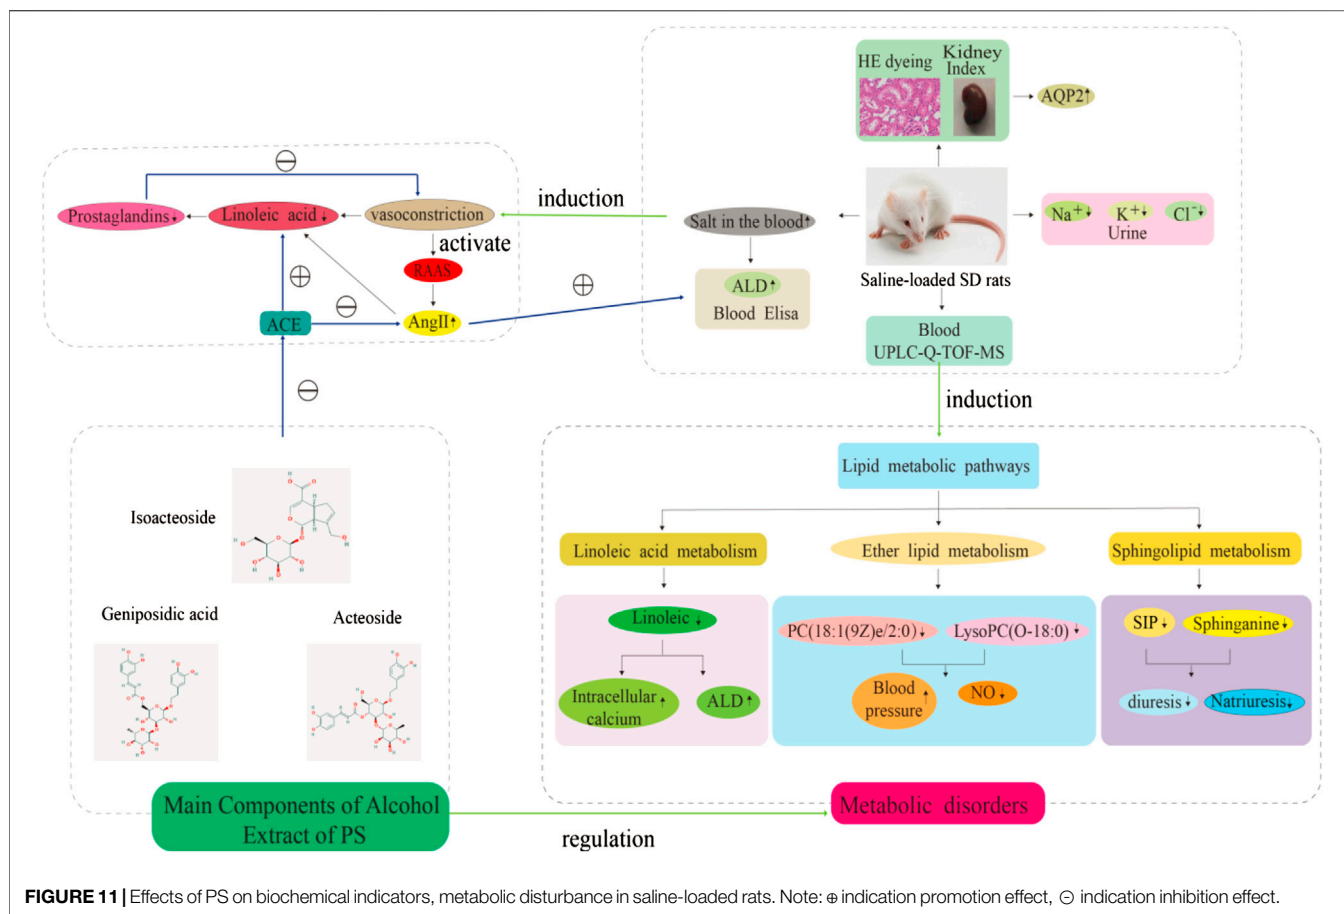 HE dyeing
Kidney
Index
AQP2↑
Prostaglandins↓
Linoleic acid↓
vasoconstriction
induction
Salt in the blood↑
Na⁺↓
K⁺↓
Cl⁻↓
Urine
activate
RAAS
Saline-loaded SD rats
ALD↑
Blood Elisa
ACE
AngII↑
Blood
UPLC-Q-TOF-MS
induction
Lipid metabolic pathways
Isoacteoside
Linoleic acid metabolism
Ether lipid metabolism
Sphingolipid metabolism
Geniposidic acid
Acteoside
Linoleic↓
PC(18:1(9Z)e/2:0)↓
LysoPC(O-18:0)↓
SIP↓
Sphinganine↓
Intracellular
calcium↑
ALD↑
Blood
pressure↑
NO↓
diuresis↓
Natriuresis↓
Main Components of Alcohol
Extract of PS
Metabolic disorders
regulation
FIGURE 11 | Effects of PS on biochemical indicators, metabolic disturbance in saline-loaded rats. Note: ⊕ indication promotion effect, ⊖ indication inhibition effect.